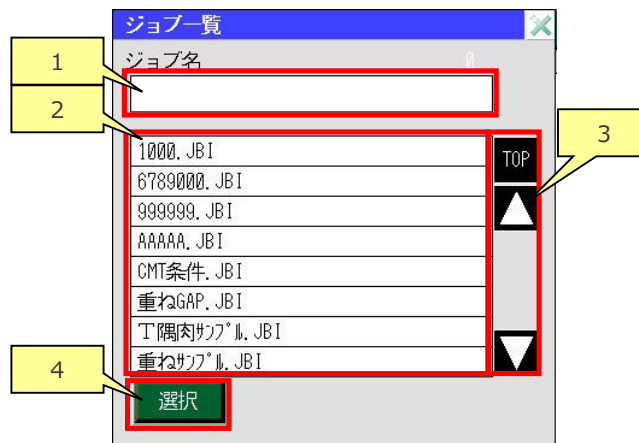 ジョブ一覧
ジョブ名 0
1
2
3
1000.JBI
TOP
6789000.JBI
999999.JBI
AAAAA.JBI
CMT条件.JBI
重ねGAP.JBI
丁隅肉ｻﾝﾌﾟﾙ.JBI
重ねｻﾝﾌﾟﾙ.JBI
4
選択